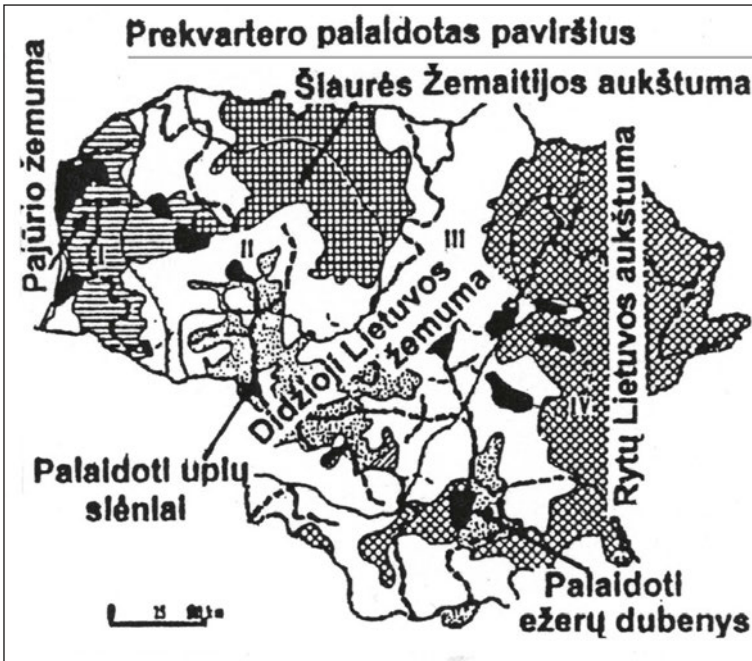 Prekvartero palaidotas paviršius
Šiaurės Žemaitijos aukštuma
Pajūrio žemuma
I
II
III
Didžioji Lietuvos
žemuma
IV
Rytų Lietuvos aukštuma
Palaidoti upių
slėniai
Palaidoti
ežerų dubenys
0 25
km